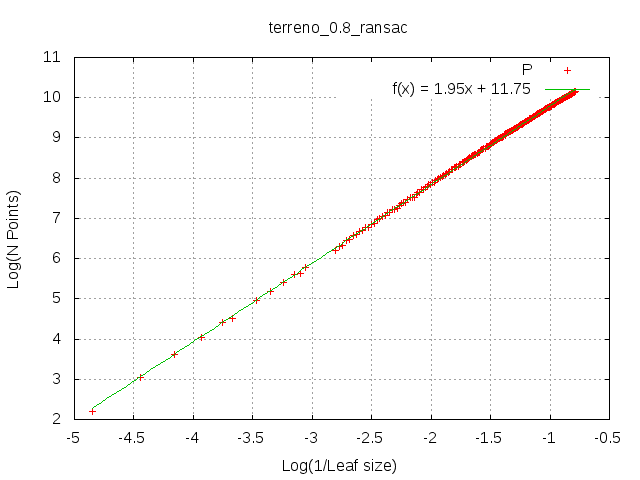 terreno_0.8_ransac
P
f(x) = 1.95x + 11.75
11
10
9
8
7
6
5
4
3
2
Log(N Points)
-5 -4.5 -4 -3.5 -3 -2.5 -2 -1.5 -1 -0.5
Log(1/Leaf size)